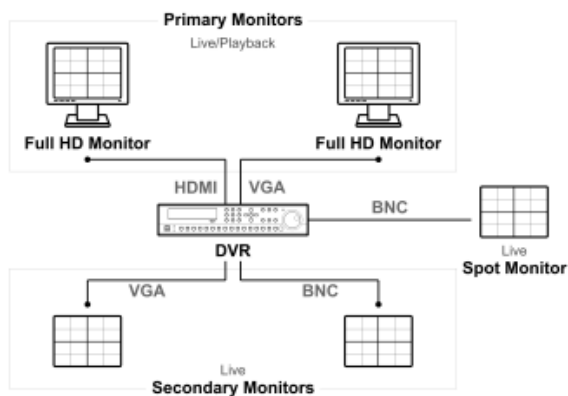 Primary Monitors
Live/Playback
Full HD Monitor
Full HD Monitor
HDMI
VGA
BNC
DVR
Live
Spot Monitor
VGA
BNC
Live
Secondary Monitors